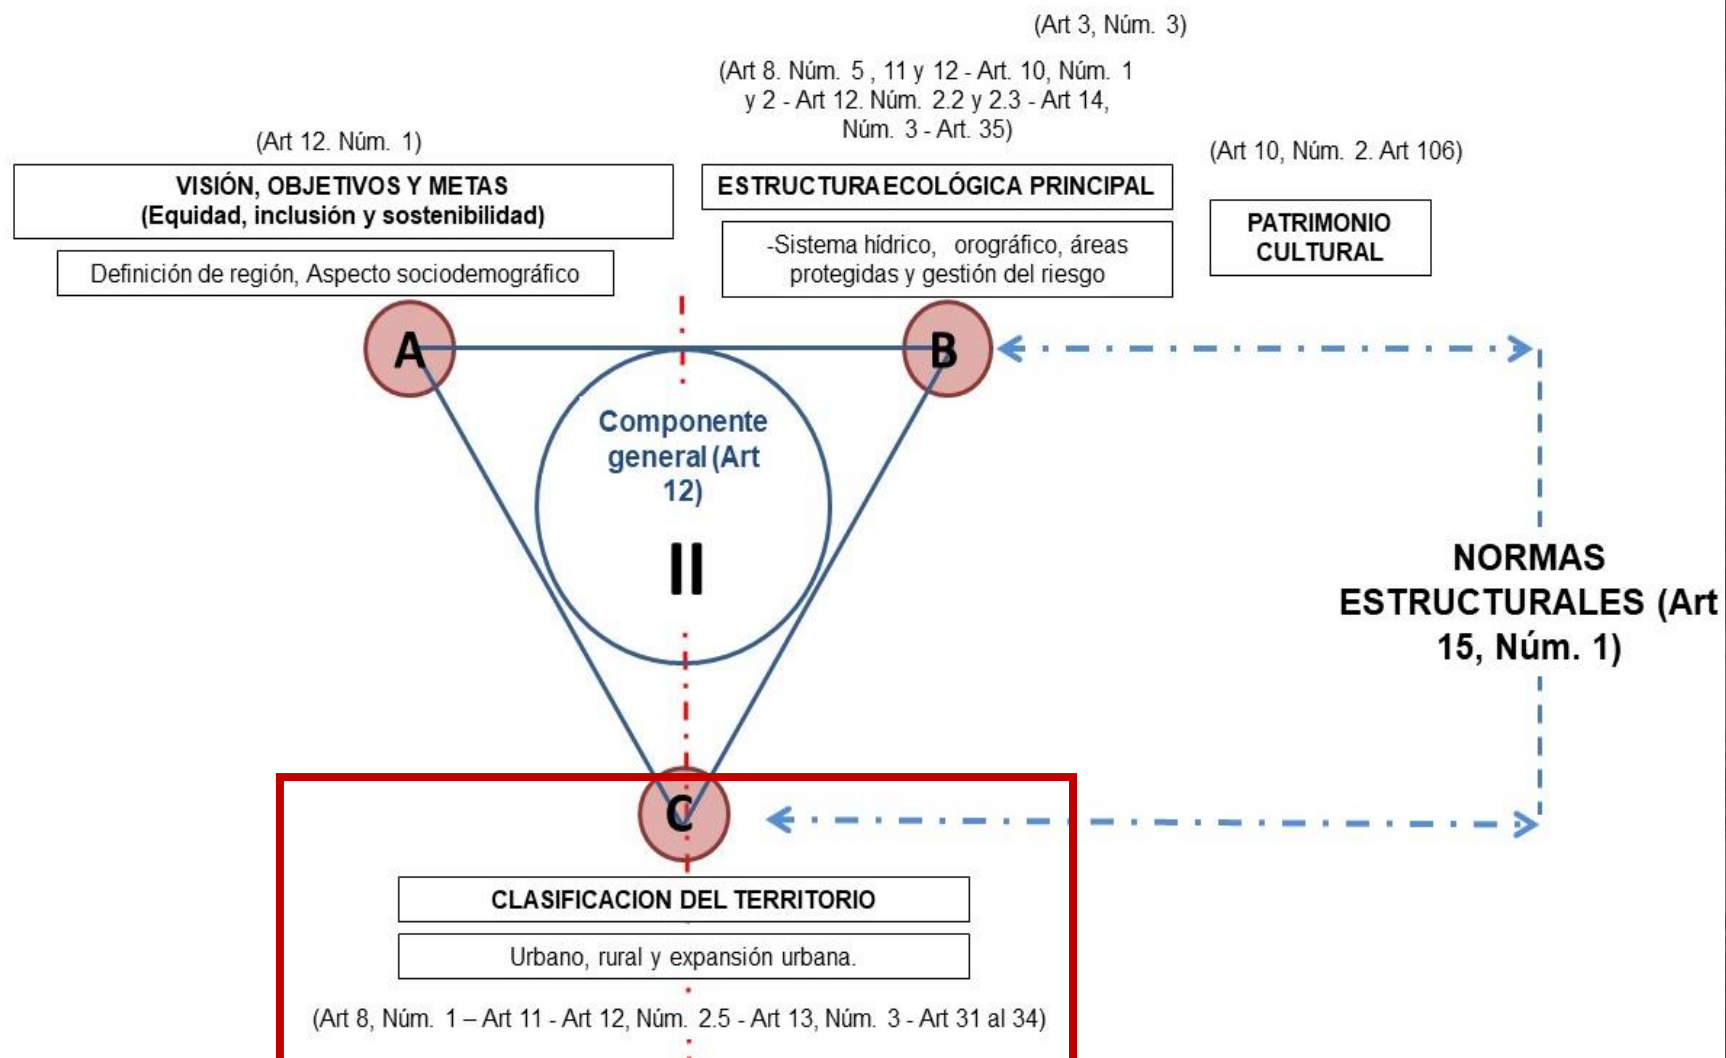 (Art 3, Núm. 3)
(Art 8. Núm. 5 , 11 y 12 - Art. 10, Núm. 1
y 2 - Art 12. Núm. 2.2 y 2.3 - Art 14,
Núm. 3 - Art. 35)
(Art 12. Núm. 1)
(Art 10, Núm. 2. Art 106)
VISIÓN, OBJETIVOS Y METAS
(Equidad, inclusión y sostenibilidad)
ESTRUCTURA ECOLÓGICA PRINCIPAL
PATRIMONIO
CULTURAL
Definición de región, Aspecto sociodemográfico
-Sistema hídrico, orográfico, áreas
protegidas y gestión del riesgo
A
B
Componente
general (Art
12)
II
NORMAS
ESTRUCTURALES (Art
15, Núm. 1)
C
CLASIFICACION DEL TERRITORIO
Urbano, rural y expansión urbana.
(Art 8, Núm. 1 – Art 11 - Art 12, Núm. 2.5 - Art 13, Núm. 3 - Art 31 al 34)